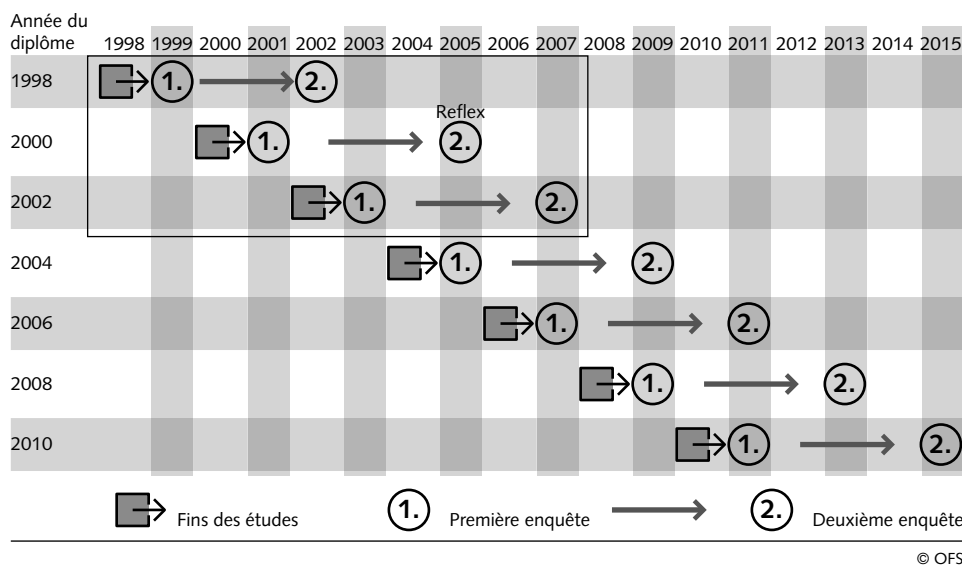 Année du
diplôme 1998 1999 2000 2001 2002 2003 2004 2005 2006 2007 2008 2009 2010 2011 2012 2013 2014 2015
1998 1. 2.
Reflex
2000 1. 2.
2002 1. 2.
2004 1. 2.
2006 1. 2.
2008 1. 2.
2010 1. 2.
Fins des études 1. Première enquête 2. Deuxième enquête
© OFS